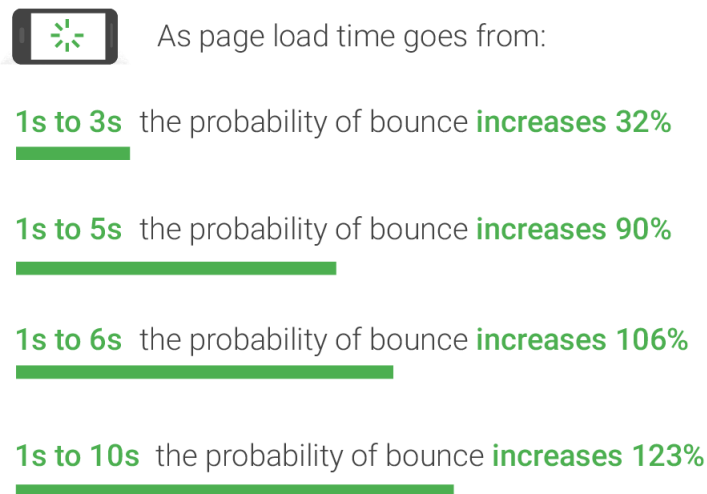 As page load time goes from:
1s to 3s the probability of bounce increases 32%
1s to 5s the probability of bounce increases 90%
1s to 6s the probability of bounce increases 106%
1s to 10s the probability of bounce increases 123%